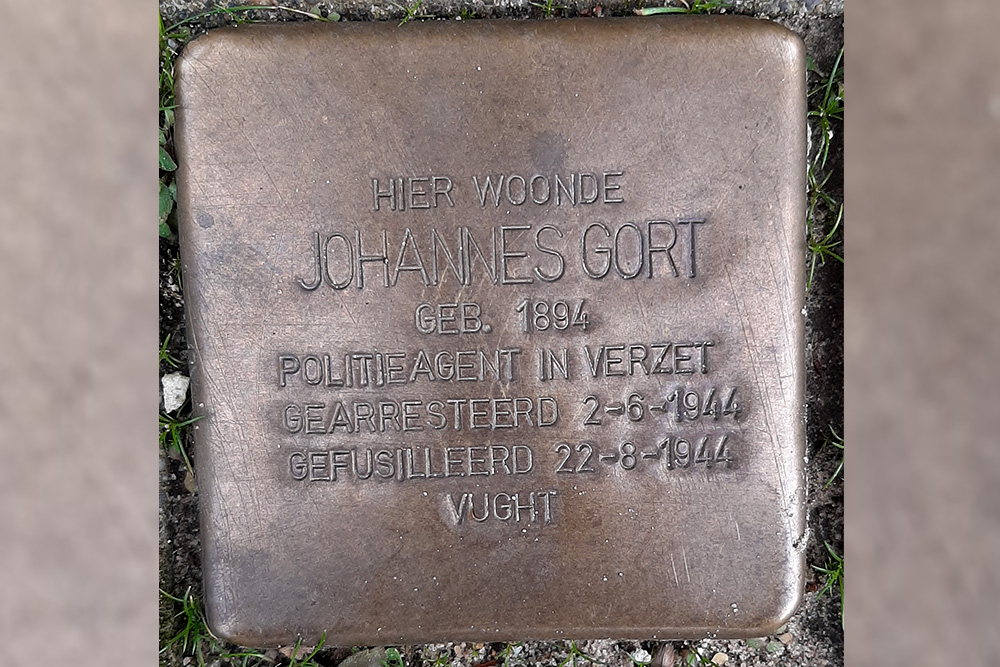 HIER WOONDE
JOHANNES GORT
GEB. 1894
POLITIEAGENT IN VERZET
GEARRESTEERD 2-6-1944
GEFUSILLEERD 22-8-1944
VUGHT